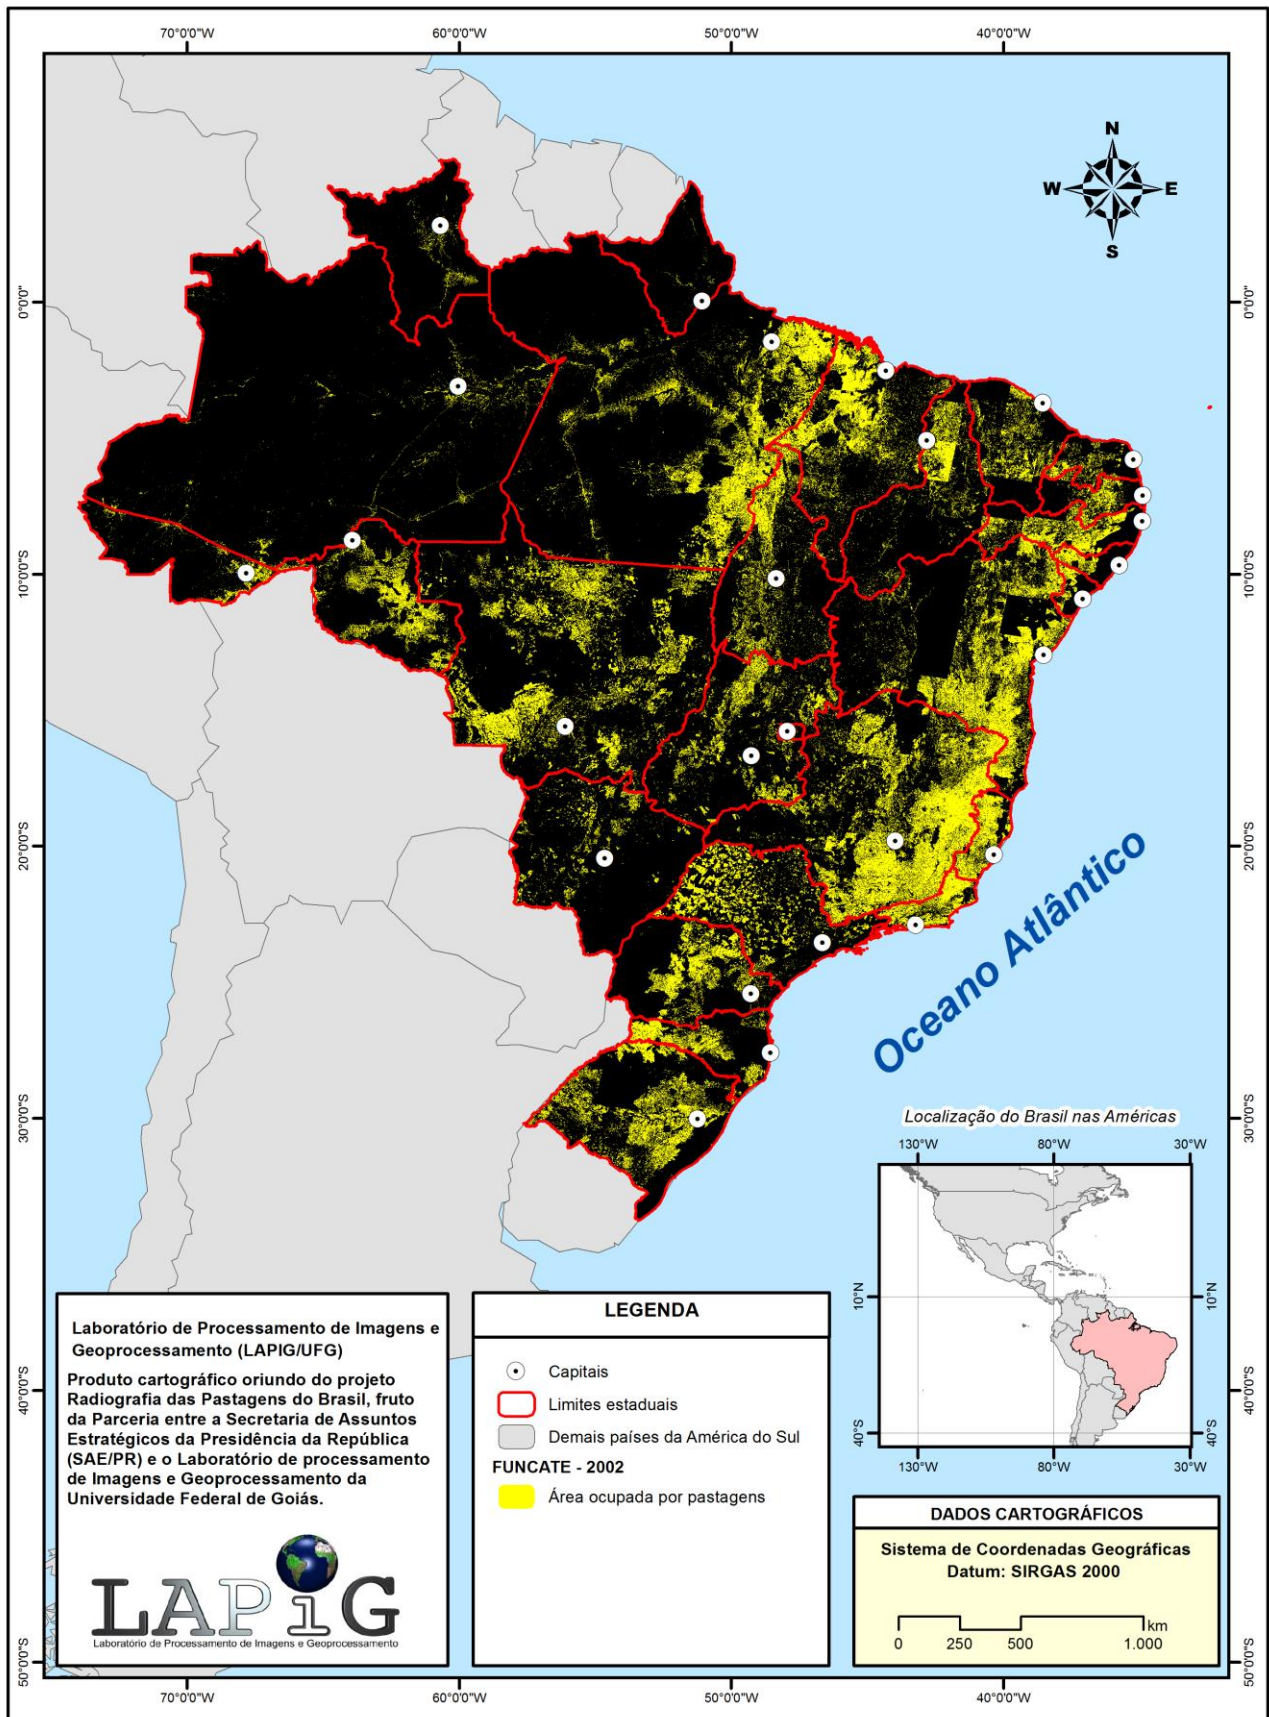 70°0'0"W 60°0'0"W 50°0'0"W 40°0'0"W
N
W E
S
0°0'0" 0°0'0"
10°0'0"S 10°0'0"S
20°0'0"S 20°0'0"S
Oceano Atlântico
30°0'0"S 30°0'0"S
Localização do Brasil nas Américas
130°W 80°W 30°W
10°N 10°N
40°S 40°S
130°W 80°W 30°W
40°0'0"S 40°0'0"S
Laboratório de Processamento de Imagens e
Geoprocessamento (LAPIG/UFG)
Produto cartográfico oriundo do projeto
Radiografia das Pastagens do Brasil, fruto
da Parceria entre a Secretaria de Assuntos
Estratégicos da Presidência da República
(SAE/PR) e o Laboratório de processamento
de Imagens e Geoprocessamento da
Universidade Federal de Goiás.
LAPiG
Laboratório de Processamento de Imagens e Geoprocessamento
LEGENDA
Capitais
Limites estaduais
Demais países da América do Sul
FUNCATE - 2002
Área ocupada por pastagens
DADOS CARTOGRÁFICOS
Sistema de Coordenadas Geográficas
Datum: SIRGAS 2000
km
0 250 500 1.000
50°0'0"S 50°0'0"S
70°0'0"W 60°0'0"W 50°0'0"W 40°0'0"W